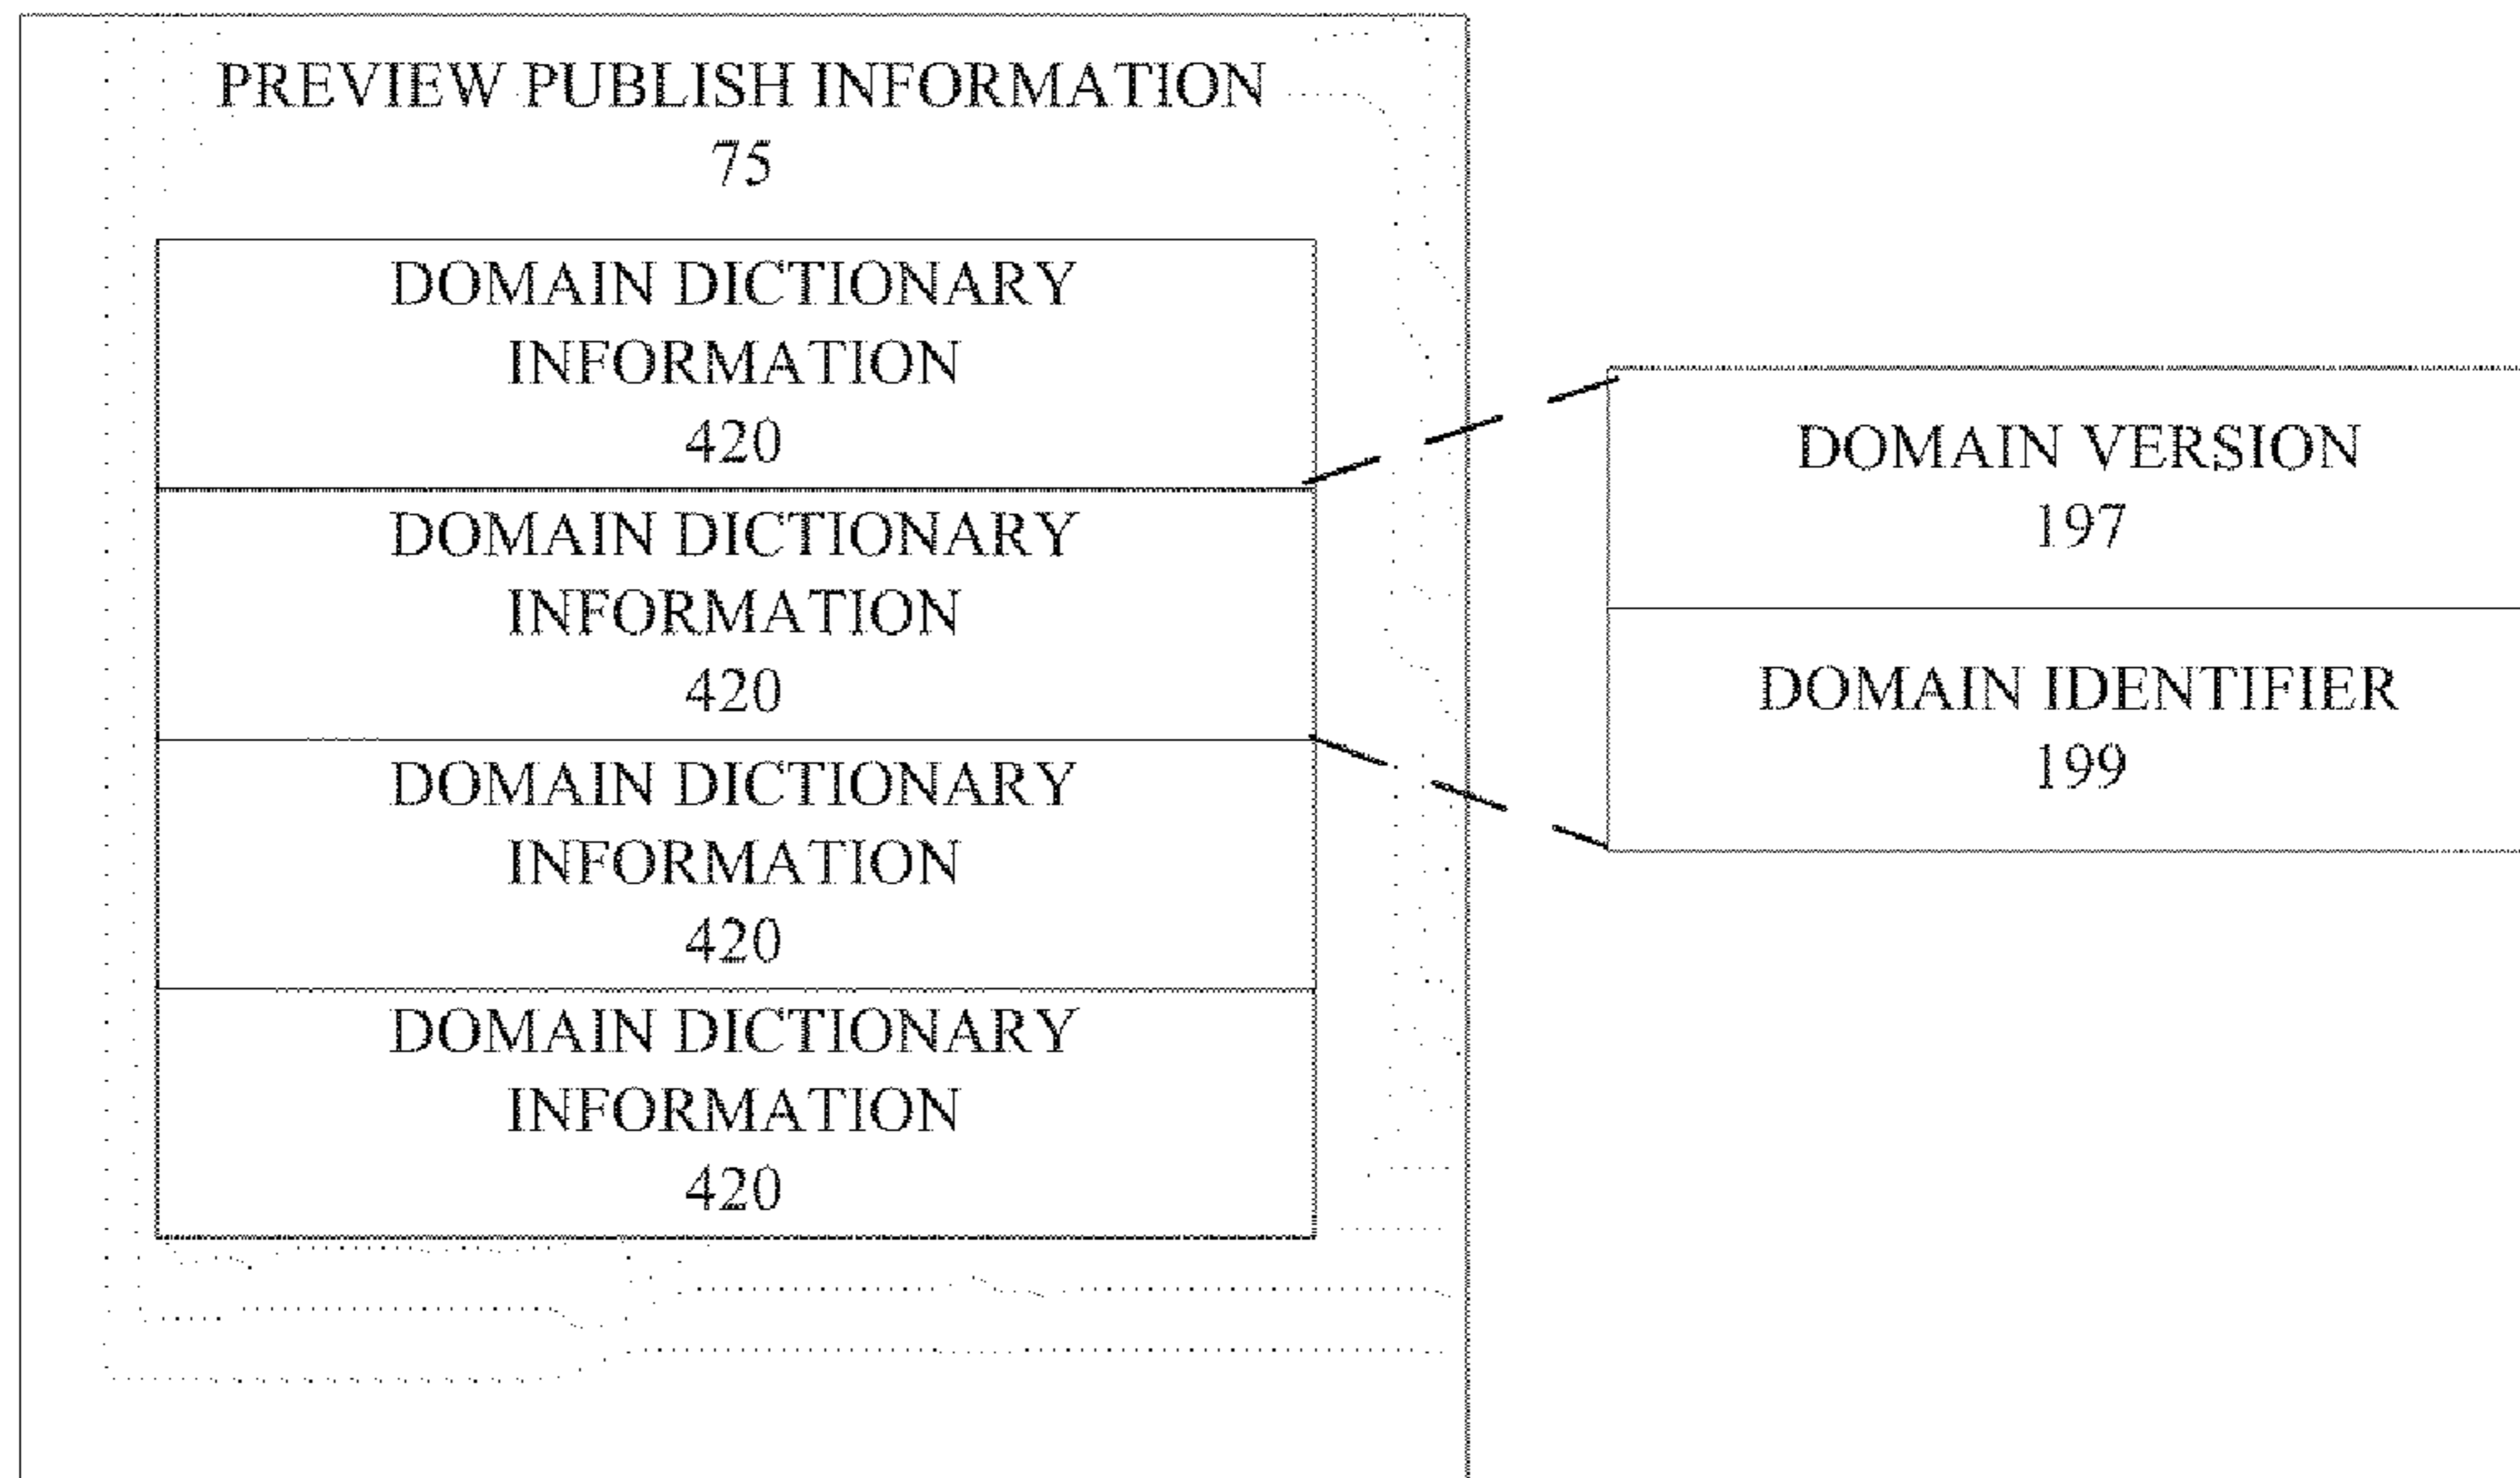 PREVIEW PUBLISH INFORMATION
75
DOMAIN DICTIONARY
INFORMATION
420
DOMAIN DICTIONARY
INFORMATION
420
DOMAIN DICTIONARY
INFORMATION
420
DOMAIN DICTIONARY
INFORMATION
420
DOMAIN VERSION
197
DOMAIN IDENTIFIER
199